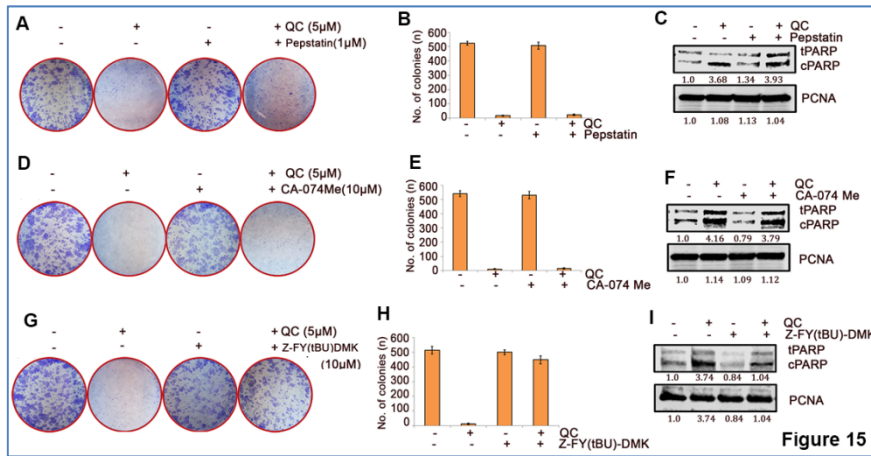 A
- + - + QC (5µM)
- - + + Pepstatin(1µM)
B
No. of colonies (n)
600
500
400
300
200
100
0
- + - + QC
- - + + Pepstatin
C
- + - + QC
- - + + Pepstatin
tPARP
cPARP
1.0 3.68 1.34 3.93
PCNA
1.0 1.08 1.13 1.04
D
- + - + QC (5µM)
- - + + CA-074Me(10µM)
E
No. of colonies (n)
600
500
400
300
200
100
0
- + - + QC
- - + + CA-074 Me
F
- + - + QC
- - + + CA-074 Me
tPARP
cPARP
1.0 4.16 0.79 3.79
PCNA
1.0 1.14 1.09 1.12
G
- + - + QC (5µM)
- - + + Z-FY(tBU)DMK
(10µM)
H
No. of colonies (n)
600
500
400
300
200
100
0
- + - + QC
- - + + Z-FY(tBU)-DMK
I
- + - + QC
- - + + Z-FY(tBU)-DMK
tPARP
cPARP
1.0 3.74 0.84 1.04
PCNA
1.0 3.74 0.84 1.04
Figure 15